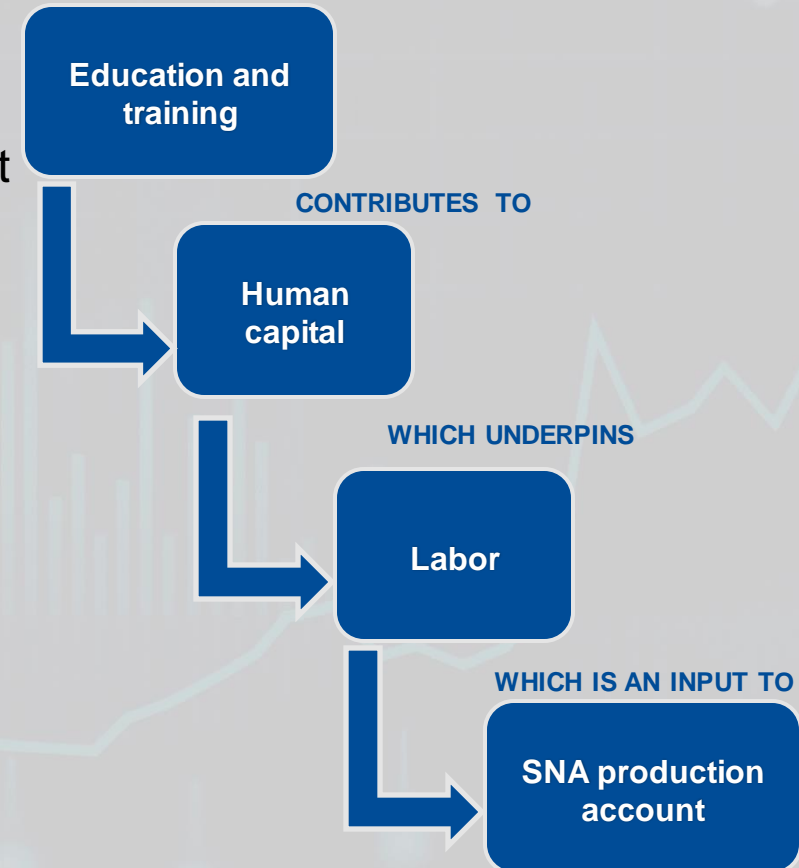 Education and
training
t
CONTRIBUTES TO
Human
capital
WHICH UNDERPINS
Labor
WHICH IS AN INPUT TO
SNA production
account